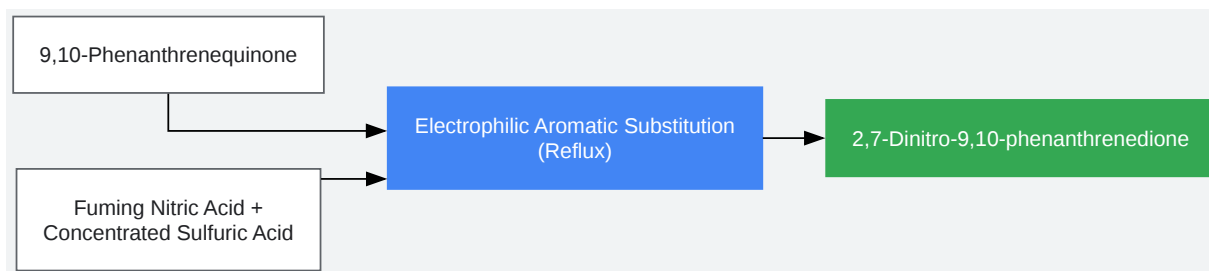 9,10-Phenanthrenequinone
Fuming Nitric Acid +
Concentrated Sulfuric Acid
Electrophilic Aromatic Substitution
(Reflux)
2,7-Dinitro-9,10-phenanthrenedione